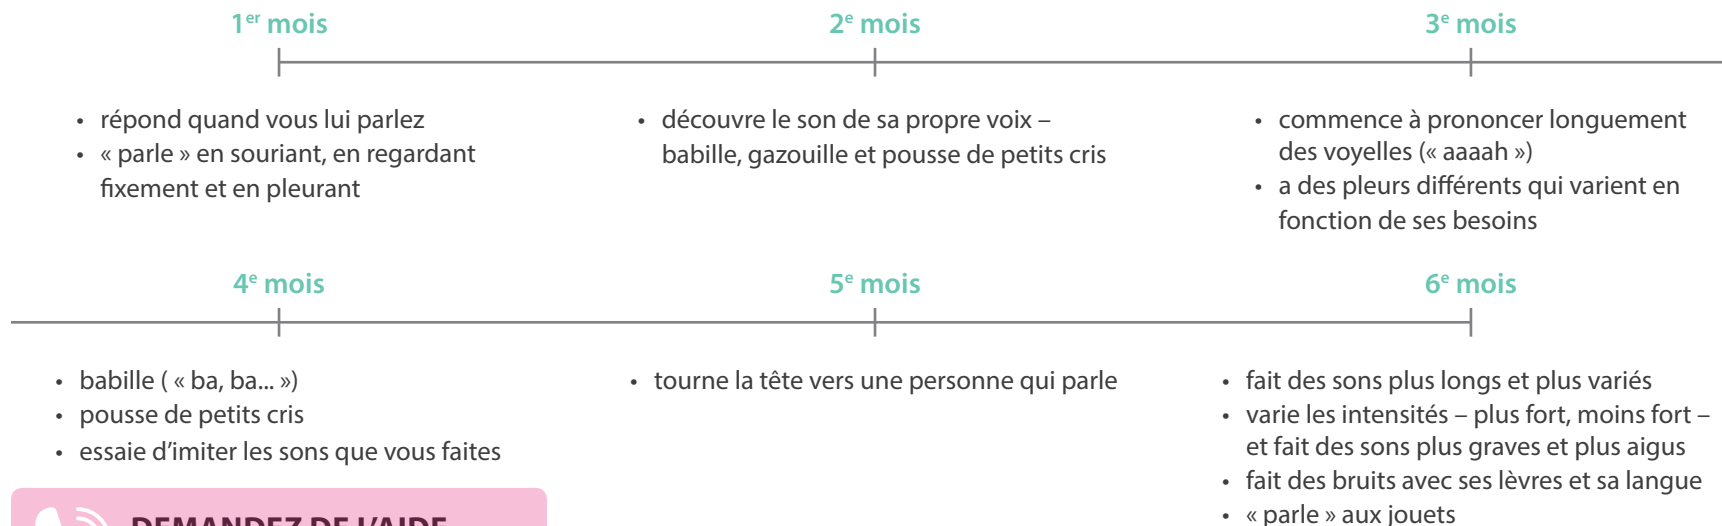 1er mois
• répond quand vous lui parlez
• « parle » en souriant, en regardant
fixement et en pleurant
2e mois
• découvre le son de sa propre voix –
babille, gazouille et pousse de petits cris
3e mois
• commence à prononcer longuement
des voyelles (« aaaah »)
• a des pleurs différents qui varient en
fonction de ses besoins
4e mois
• babille ( « ba, ba... »)
• pousse de petits cris
• essaie d’imiter les sons que vous faites
5e mois
• tourne la tête vers une personne qui parle
6e mois
• fait des sons plus longs et plus variés
• varie les intensités – plus fort, moins fort –
et fait des sons plus graves et plus aigus
• fait des bruits avec ses lèvres et sa langue
• « parle » aux jouets
DEMANDEZ DE L’AIDE